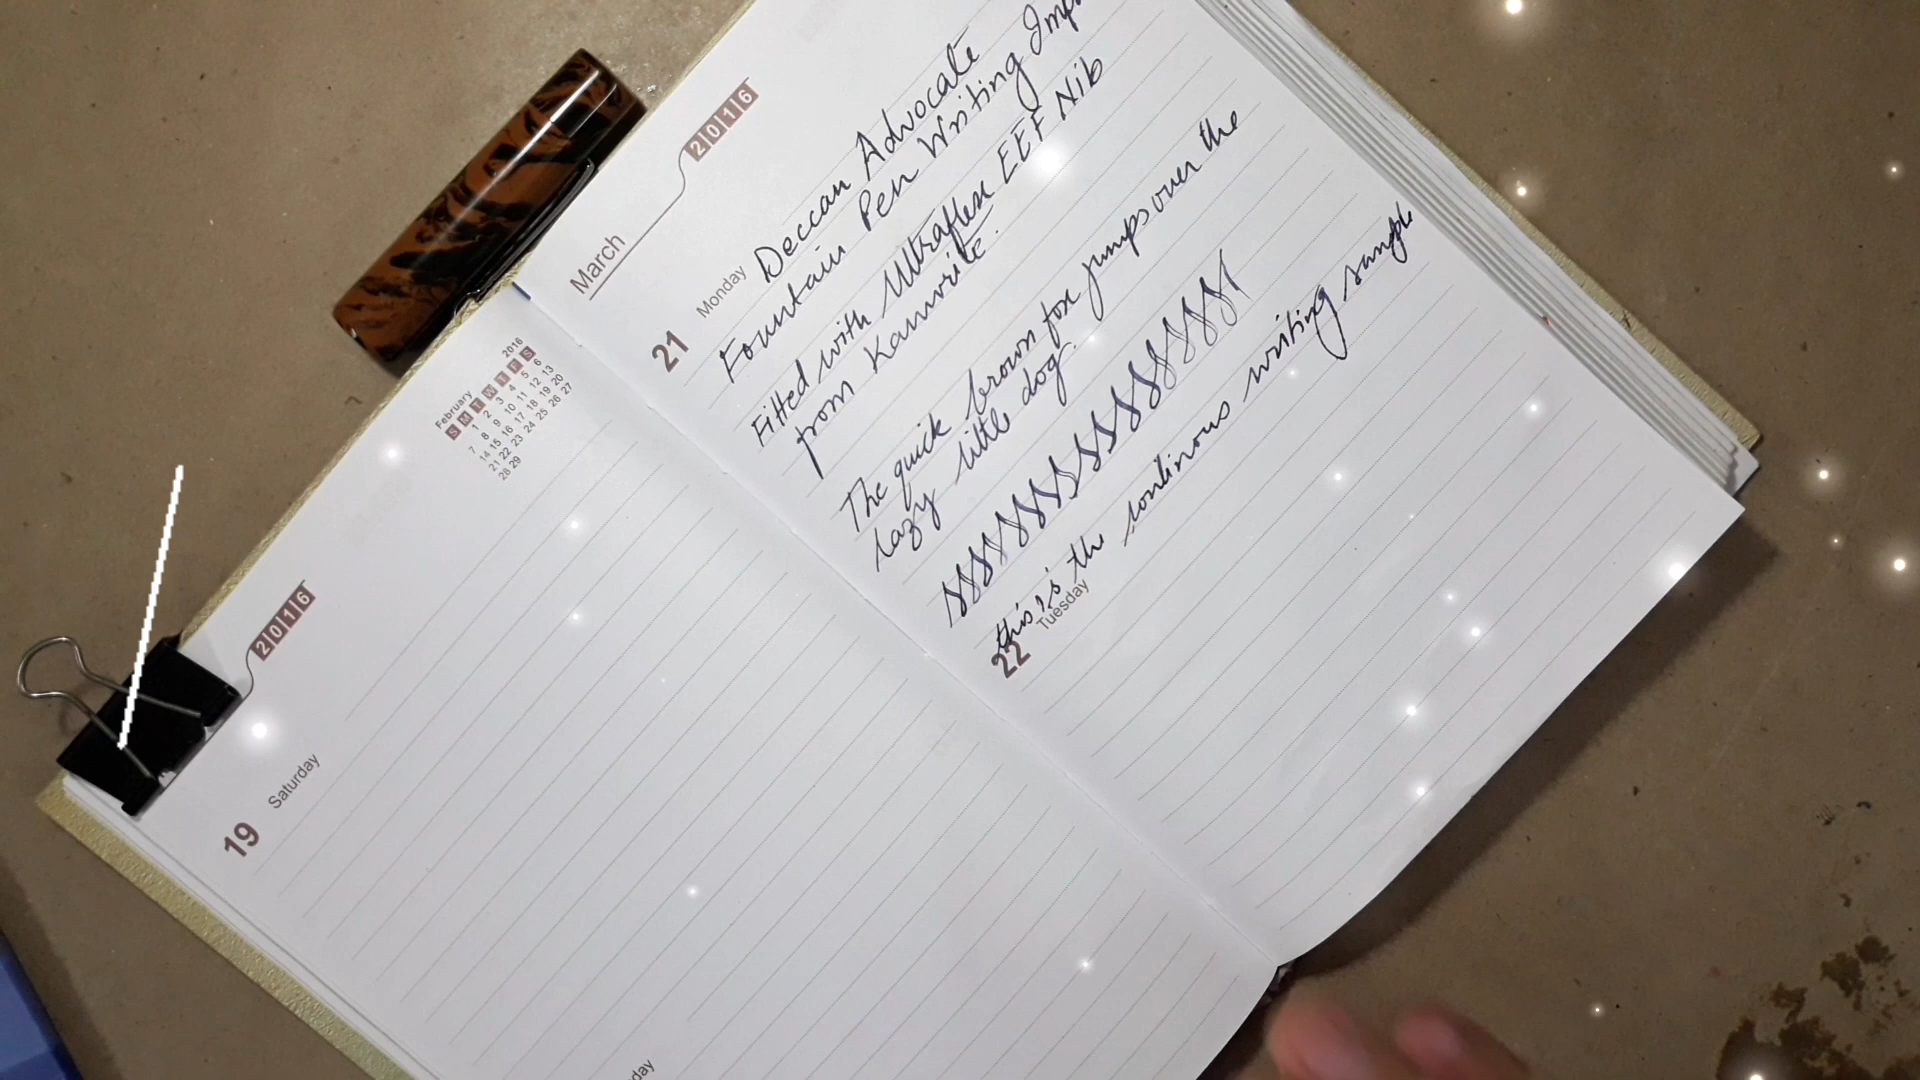 2016
February 2016
S M T W T F S
1 2 3 4 5 6
7 8 9 10 11 12 13
14 15 16 17 18 19 20
21 22 23 24 25 26 27
28 29
19 Saturday
March 2016
21 Monday
Deccan Advocate
Fountain Pen Writing
Fitted with Ultraflex EEF Nib
from Kanwrite.
The quick brown fox jumps over the
lazy little dog.
this is the continous writing sample
22 Tuesday